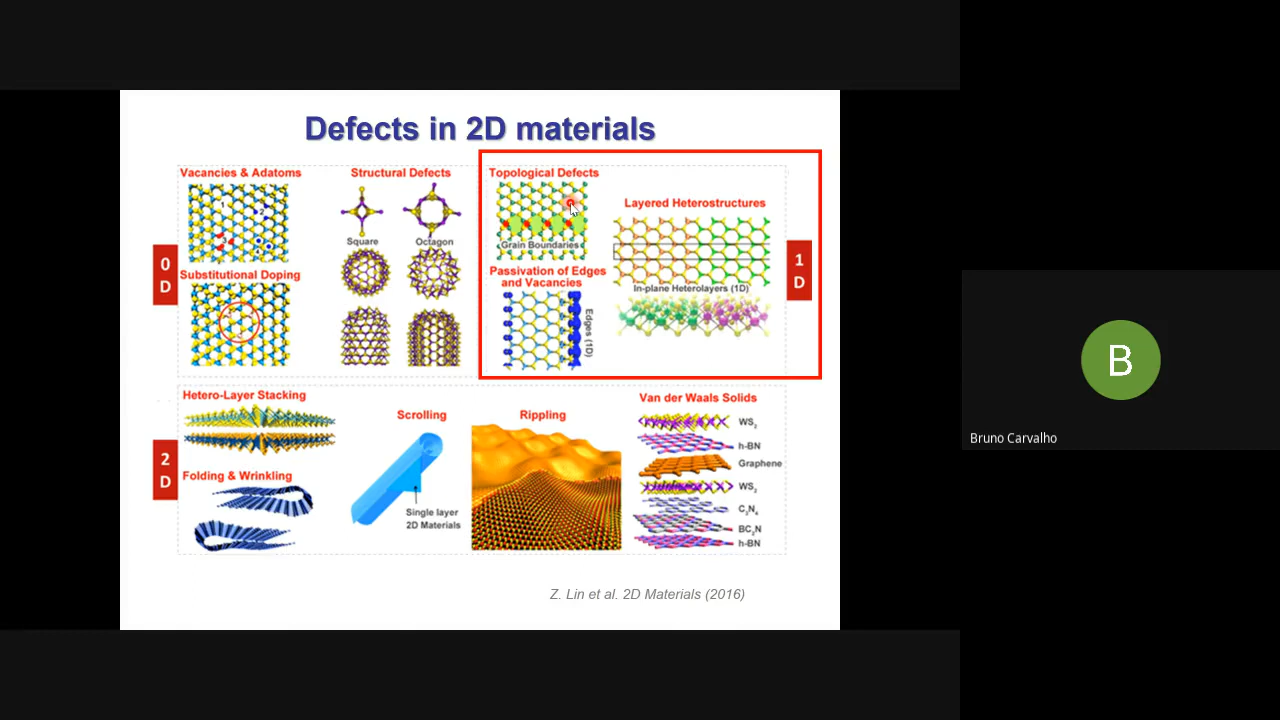 Defects in 2D materials
Vacancies & Adatoms
1
2
3
Structural Defects
Square
Octagon
Substitutional Doping
0
D
Topological Defects
Grain Boundaries
Layered Heterostructures
Passivation of Edges
and Vacancies
Edges (1D)
In-plane Heterolayers (1D)
1
D
2
D
Hetero-Layer Stacking
Folding & Wrinkling
Scrolling
Single layer
2D Materials
Rippling
Van der Waals Solids
WS₂
h-BN
Graphene
WS₂
C₃N₄
BC₂N
h-BN
Z. Lin et al. 2D Materials (2016)
B
Bruno Carvalho